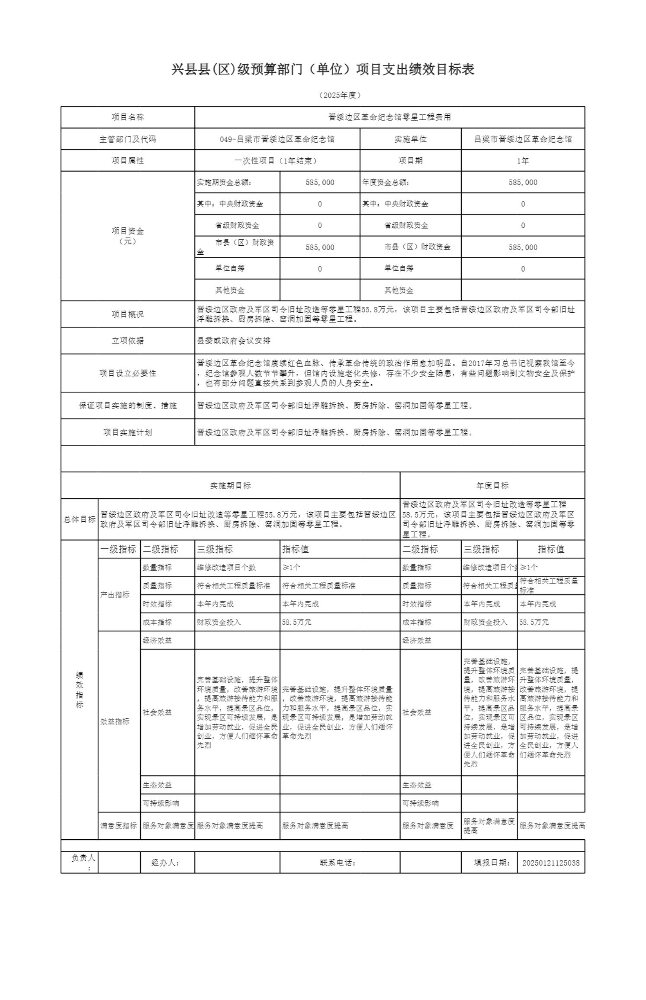 兴县县(区)级预算部门（单位）项目支出绩效目标表
（2025年度）
项目名称
晋绥边区革命纪念馆零星工程费用
主管部门及代码
049-吕梁市晋绥边区革命纪念馆
实施单位
吕梁市晋绥边区革命纪念馆
项目属性
一次性项目（1年结束）
项目期
1年
项目资金
（元）
实施期资金总额：
585,000
年度资金总额：
585,000
其中：中央财政资金
0
其中：中央财政资金
0
省级财政资金
0
省级财政资金
0
市县（区）财政资
金
585,000
市县（区）财政资金
585,000
单位自筹
0
单位自筹
0
其他资金
其他资金
项目概况
晋绥边区政府及军区司令旧址改造等零星工程55.8万元，该项目主要包括晋绥边区政府及军区司令部旧址
浮雕拆换、厨房拆除、窑洞加固等零星工程。
立项依据
县委或政府会议安排
项目设立必要性
晋绥边区革命纪念馆赓续红色血脉、传承革命传统的政治作用愈加明显。自2017年习总书记视察我馆至今
，纪念馆参观人数节节攀升，但馆内设施老化失修，存在不少安全隐患，有些问题影响到文物安全及保护
，也有部分问题直接关系到参观人员的人身安全。
保证项目实施的制度、措施
晋绥边区政府及军区司令部旧址浮雕拆换、厨房拆除、窑洞加固等零星工程。
项目实施计划
晋绥边区政府及军区司令部旧址浮雕拆换、厨房拆除、窑洞加固等零星工程。
实施期目标
年度目标
总体目标
晋绥边区政府及军区司令旧址改造等零星工程55.8万元，该项目主要包括晋绥边区
政府及军区司令部旧址浮雕拆换、厨房拆除、窑洞加固等零星工程。
晋绥边区政府及军区司令旧址改造等零星工程
58.5万元，该项目主要包括晋绥边区政府及军区
司令部旧址浮雕拆换、厨房拆除、窑洞加固等零
星工程。
绩
效
指
标
一级指标
二级指标
三级指标
指标值
二级指标
三级指标
指标值
产出指标
数量指标
维修改造项目个数
≥1个
数量指标
维修改造项目个
≥1个
质量指标
符合相关工程质量标准
符合相关工程质量标准
质量指标
符合相关工程质
符合相关工程质量
标准
时效指标
本年内完成
本年内完成
时效指标
本年内完成
本年内完成
成本指标
财政资金投入
58.5万元
成本指标
财政资金投入
58.5万元
效益指标
经济效益
经济效益
社会效益
完善基础设施，提升整体
环境质量，改善旅游环境
，提高旅游接待能力和服
务水平，提高景区品位，
实现景区可持续发展，是
增加劳动就业，促进全民
创业，方便人们缅怀革命
先烈
完善基础设施，提升整体环境质量
，改善旅游环境，提高旅游接待能
力和服务水平，提高景区品位，实
现景区可持续发展，是增加劳动就
业，促进全民创业，方便人们缅怀
革命先烈
社会效益
完善基础设施，
提升整体环境质
量，改善旅游环
境，提高旅游接
待能力和服务水
平，提高景区品
位，实现景区可
持续发展，是增
加劳动就业，促
进全民创业，方
便人们缅怀革命
先烈
完善基础设施，提
升整体环境质量，
改善旅游环境，提
高旅游接待能力和
服务水平，提高景
区品位，实现景区
可持续发展，是增
加劳动就业，促进
全民创业，方便人
们缅怀革命先烈
生态效益
生态效益
可持续影响
可持续影响
满意度指标
服务对象满意度
服务对象满意度提高
服务对象满意度提高
服务对象满意度
服务对象满意度
提高
服务对象满意度提高
负责人
：
经办人：
联系电话：
填报日期：
20250121125038